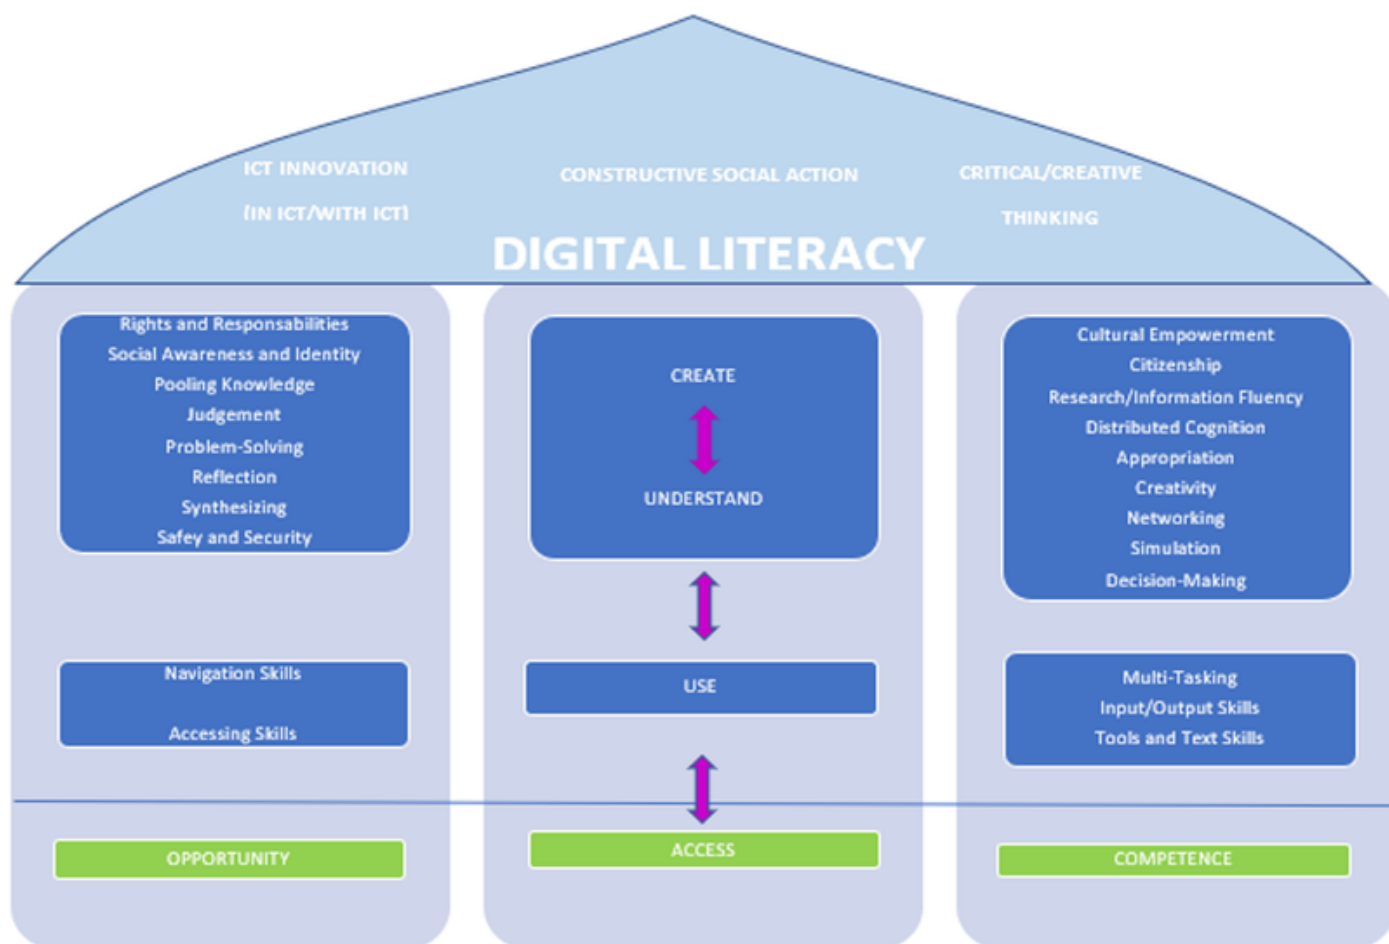 ICT INNOVATION
(IN ICT/WITH ICT)
CONSTRUCTIVE SOCIAL ACTION
CRITICAL/CREATIVE
THINKING
DIGITAL LITERACY
Rights and Responsabilities
Social Awareness and Identity
Pooling Knowledge
Judgement
Problem-Solving
Reflection
Synthesizing
Safey and Security
Navigation Skills
Accessing Skills
OPPORTUNITY
CREATE
UNDERSTAND
USE
ACCESS
Cultural Empowerment
Citizenship
Research/Information Fluency
Distributed Cognition
Appropriation
Creativity
Networking
Simulation
Decision-Making
Multi-Tasking
Input/Output Skills
Tools and Text Skills
COMPETENCE